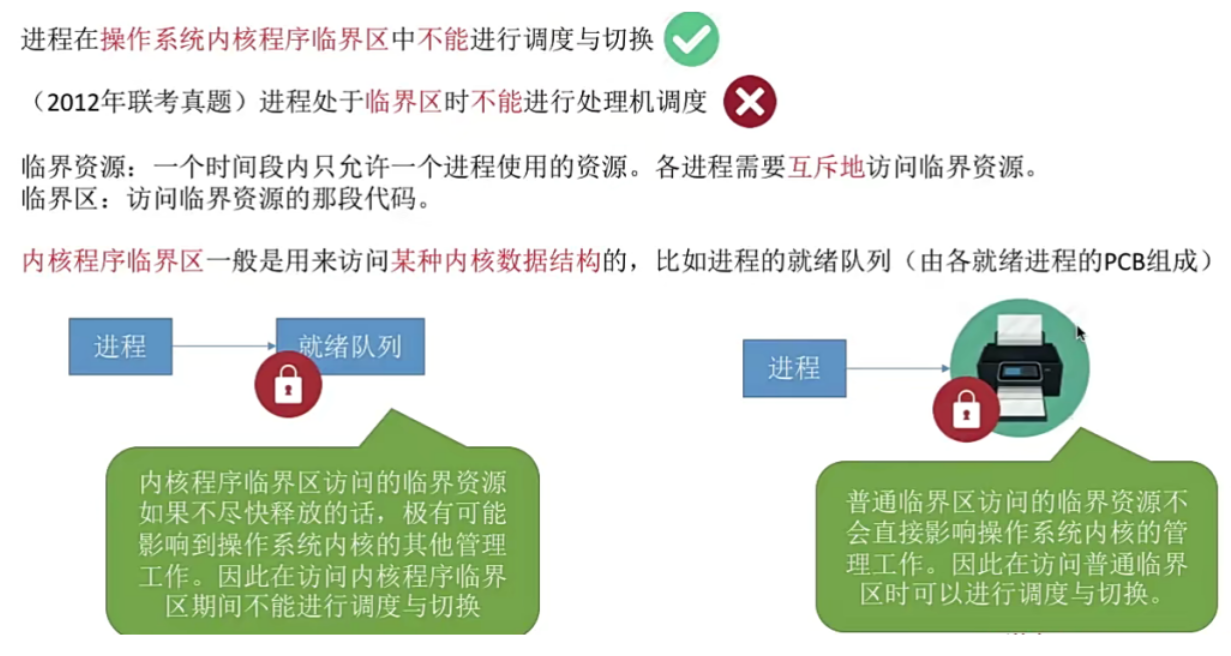 进程在操作系统内核程序临界区中不能进行调度与切换
（2012年联考真题）进程处于临界区时不能进行处理机调度
临界资源：一个时间段内只允许一个进程使用的资源。各进程需要互斥地访问临界资源。
临界区：访问临界资源的那段代码。
内核程序临界区一般是用来访问某种内核数据结构的，比如进程的就绪队列（由各就绪进程的PCB组成）
进程
就绪队列
进程
内核程序临界区访问的临界资源
如果不尽快释放的话，极有可能
影响到操作系统内核的其他管理
工作。因此在访问内核程序临界
区期间不能进行调度与切换
普通临界区访问的临界资源不
会直接影响操作系统内核的管
理工作。因此在访问普通临界
区时可以进行调度与切换。